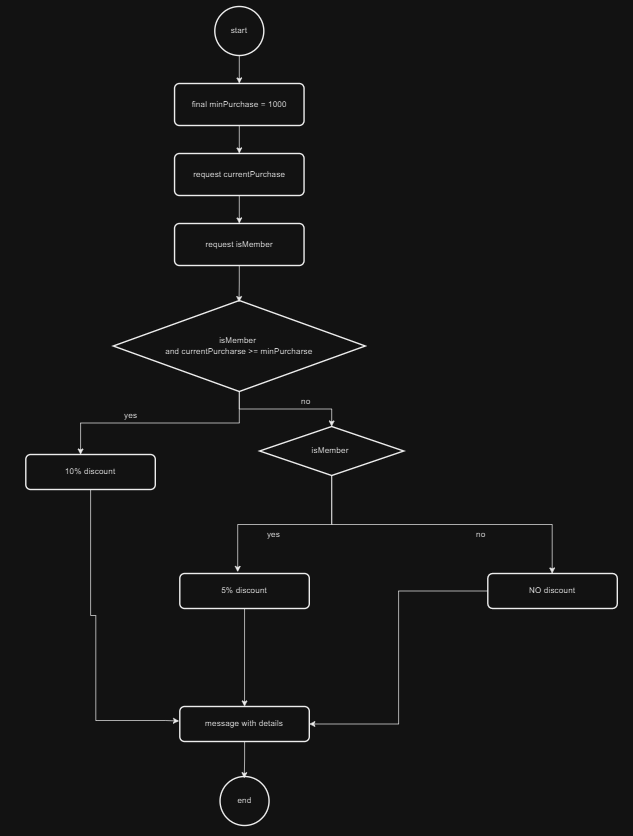 start
final minPurchase = 1000
request currentPurchase
request isMember
isMember
and currentPurcharse >= minPurcharse
no
yes
isMember
10% discount
yes
no
5% discount
NO discount
message with details
end